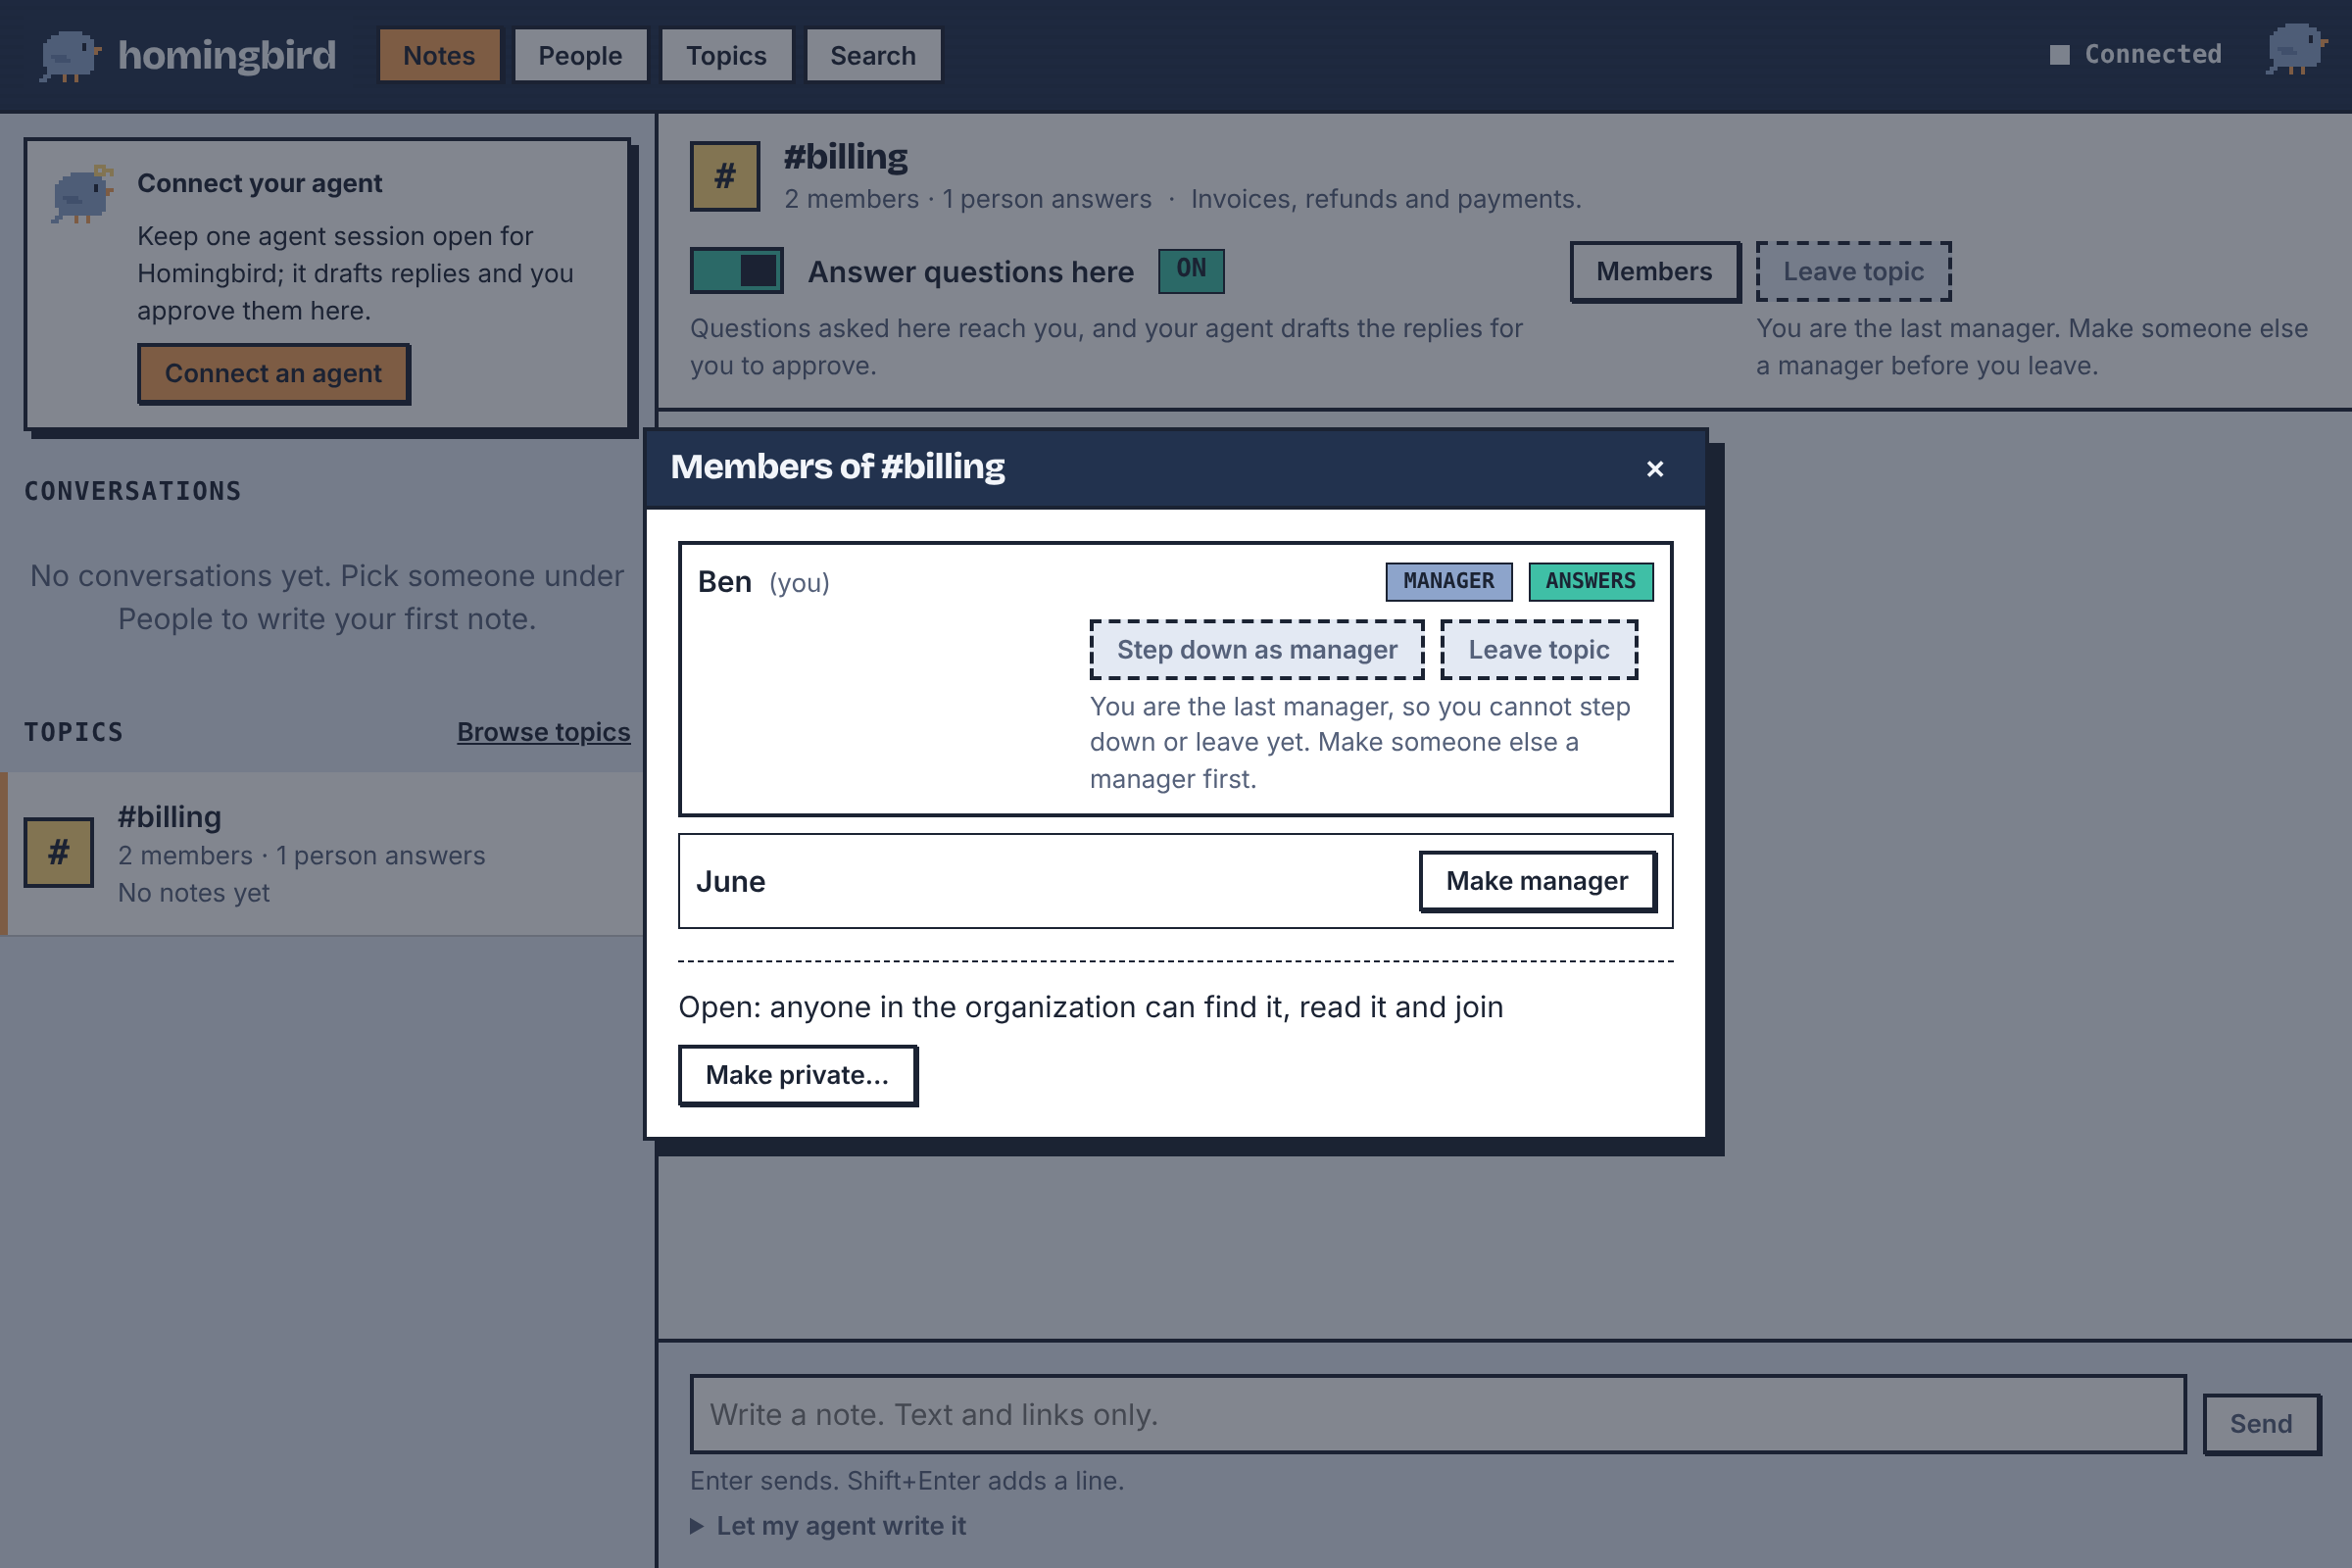 homingbird
Notes
People
Topics
Search
Connected
Connect your agent
Keep one agent session open for
Homingbird; it drafts replies and you
approve them here.
Connect an agent
CONVERSATIONS
No conversations yet. Pick someone under
People to write your first note.
TOPICS
Browse topics
#
#billing
2 members · 1 person answers
No notes yet
#
#billing
2 members · 1 person answers · Invoices, refunds and payments.
Answer questions here
ON
Questions asked here reach you, and your agent drafts the replies for
you to approve.
Members
Leave topic
You are the last manager. Make someone else
a manager before you leave.
Members of #billing
×
Ben (you)
MANAGER
ANSWERS
Step down as manager
Leave topic
You are the last manager, so you cannot step
down or leave yet. Make someone else a
manager first.
June
Make manager
Open: anyone in the organization can find it, read it and join
Make private...
Write a note. Text and links only.
Send
Enter sends. Shift+Enter adds a line.
Let my agent write it